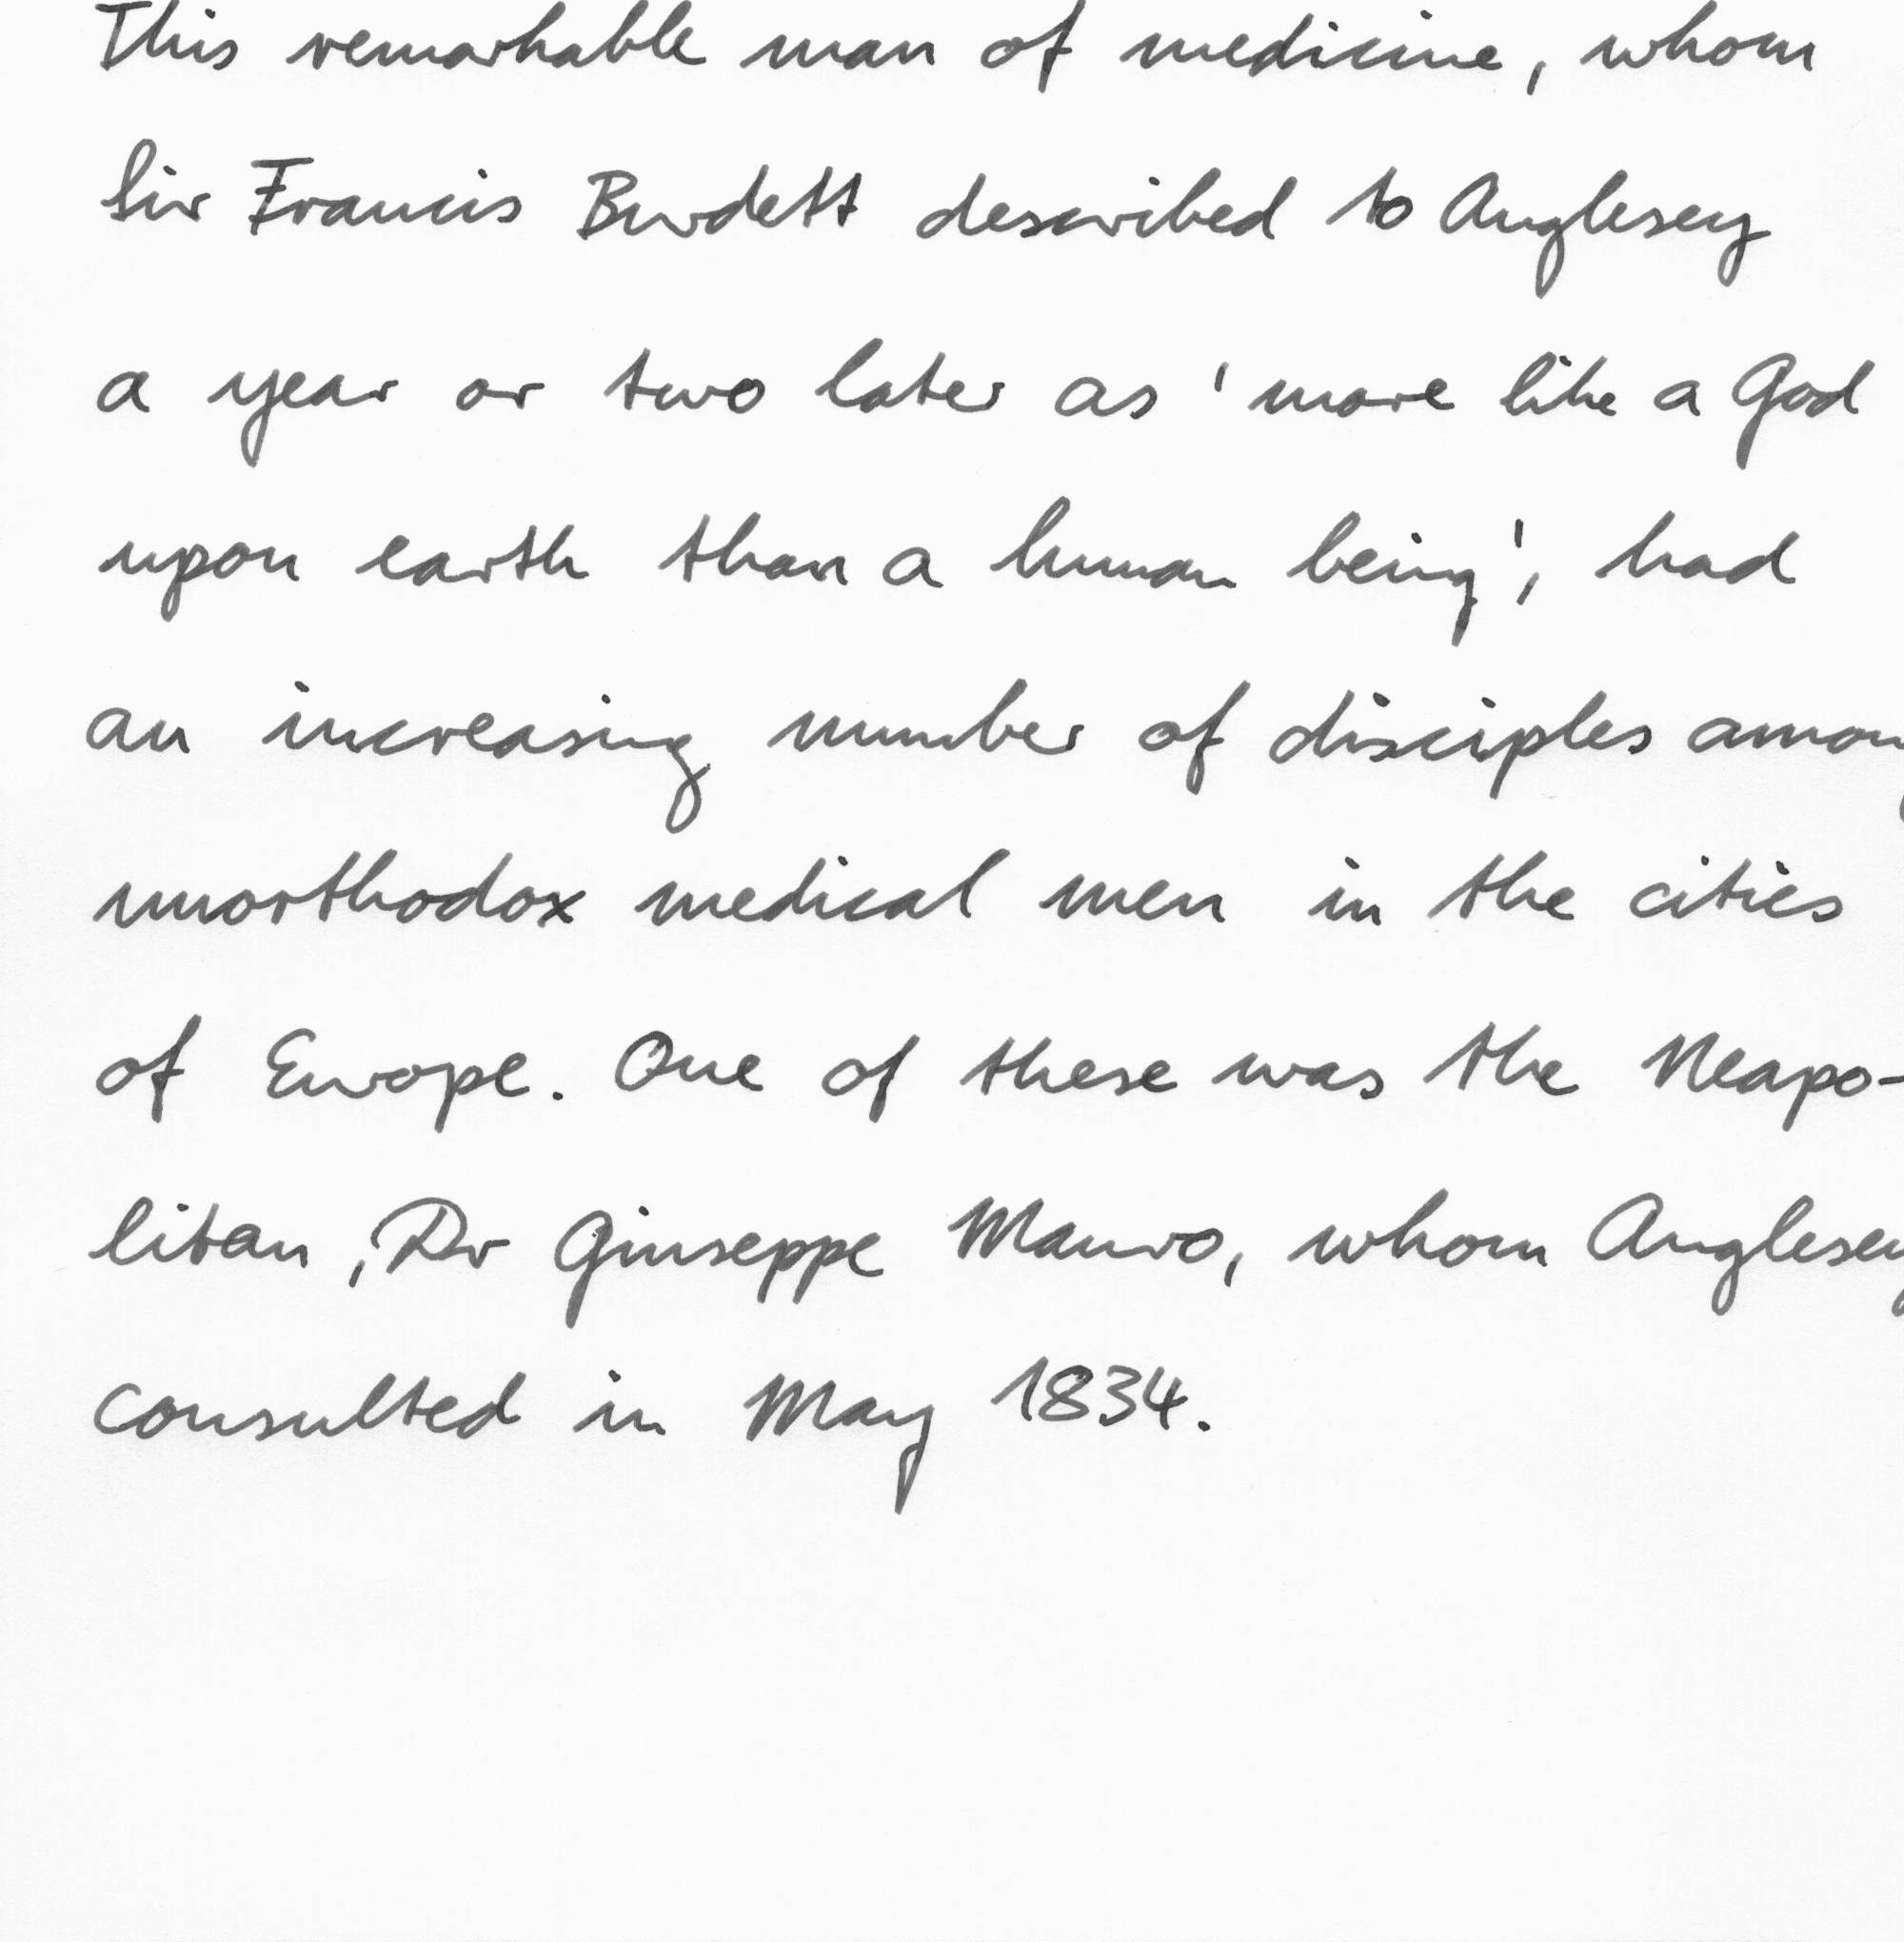 This remarkable man of medicine, whom
Sir Francis Burdett described to Anglesey
a year or two later as 'more like a God
upon earth than a human being', had
an increasing number of disciples among
unorthodox medical men in the cities
of Europe. One of these was the Neapo-
litan, Dr Giuseppe Mauro, whom Anglesey
consulted in May 1834.